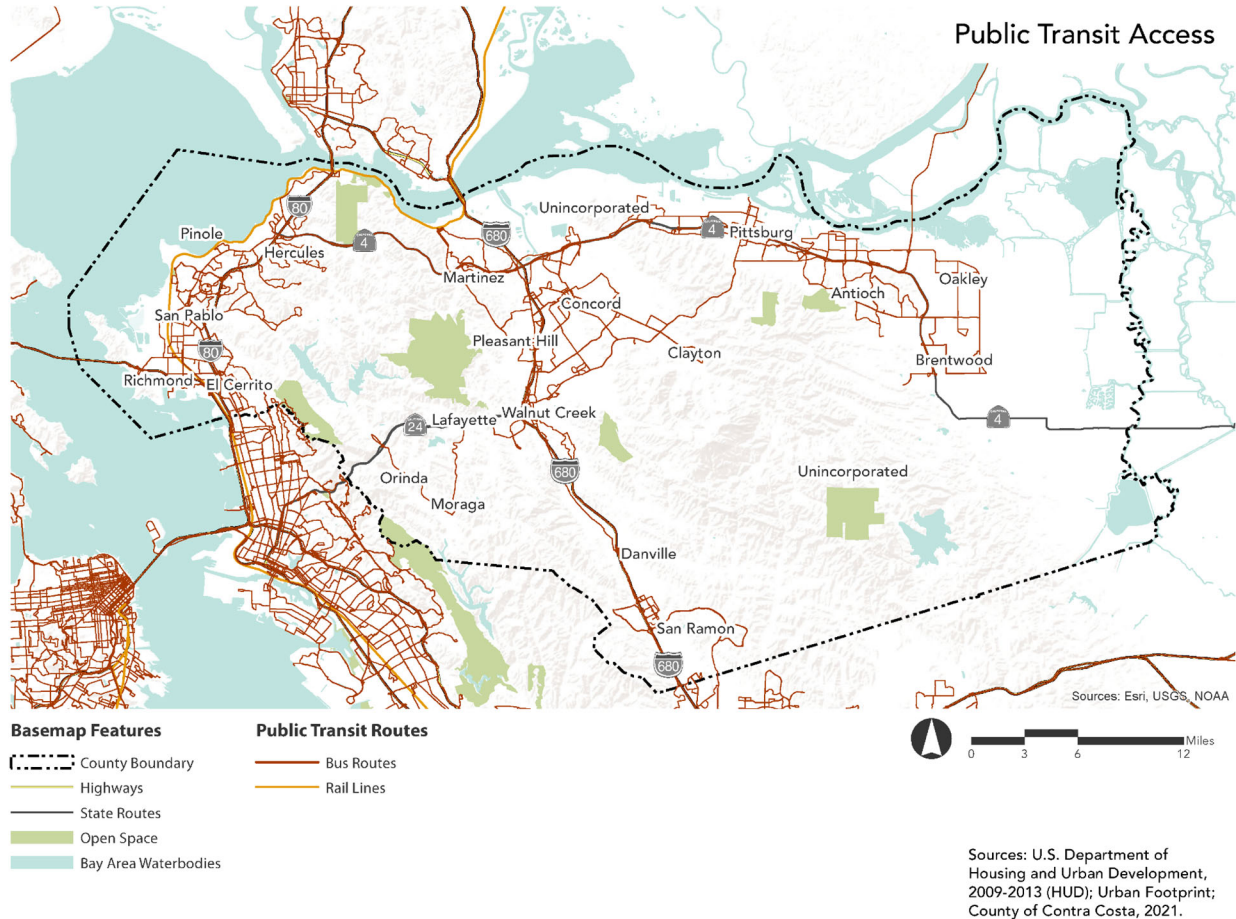 Public Transit Access
Unincorporated
80
680
4
Pittsburg
Pinole
Hercules
4
Martinez
Oakley
Antioch
Concord
San Pablo
Pleasant Hill
80
Clayton
Brentwood
Richmond
El Cerrito
Walnut Creek
Lafayette
24
4
680
Unincorporated
Orinda
Moraga
Danville
San Ramon
680
Sources: Esri, USGS, NOAA
Basemap Features
County Boundary
Highways
State Routes
Open Space
Bay Area Waterbodies
Public Transit Routes
Bus Routes
Rail Lines
0 3 6 12 Miles
Sources: U.S. Department of
Housing and Urban Development,
2009-2013 (HUD); Urban Footprint;
County of Contra Costa, 2021.